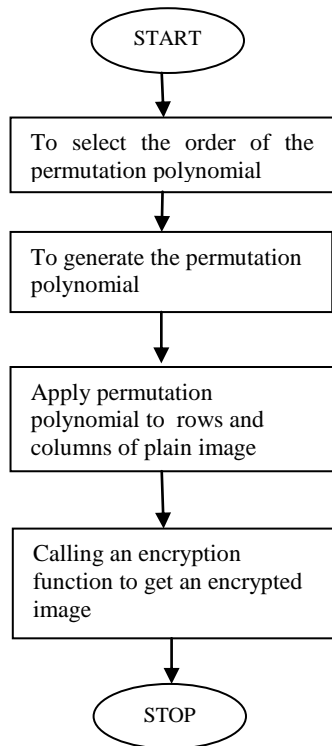 START
To select the order of the
permutation polynomial
To generate the permutation
polynomial
Apply permutation
polynomial to rows and
columns of plain image
Calling an encryption
function to get an encrypted
image
STOP